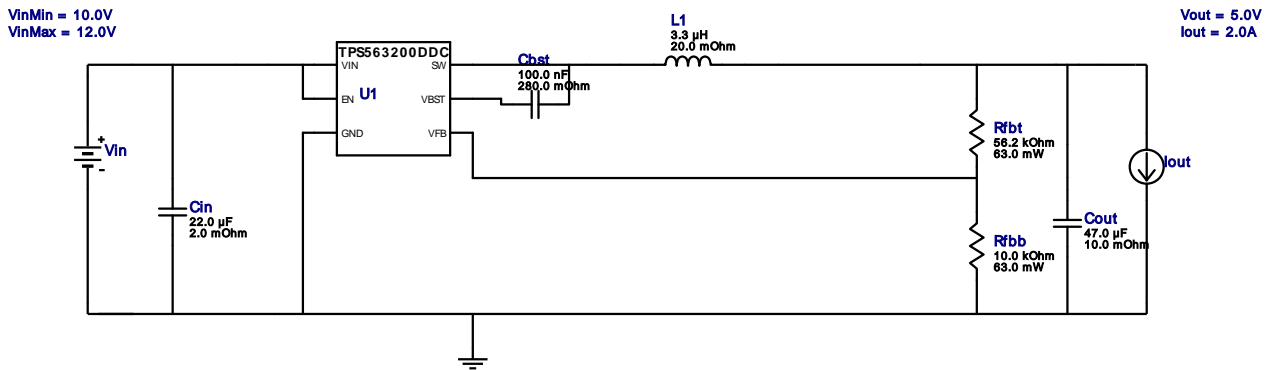 VinMin = 10.0V
VinMax = 12.0V
Vout = 5.0V
Iout = 2.0A
L1
3.3 µH
20.0 mOhm
TPS563200DDC
VIN
SW
EN
U1
VBST
GND
VFB
Cbst
100.0 nF
280.0 mOhm
+
Vin
-
Cin
22.0 µF
2.0 mOhm
Rfbt
56.2 kOhm
63.0 mW
Iout
Rfbb
10.0 kOhm
63.0 mW
Cout
47.0 µF
10.0 mOhm